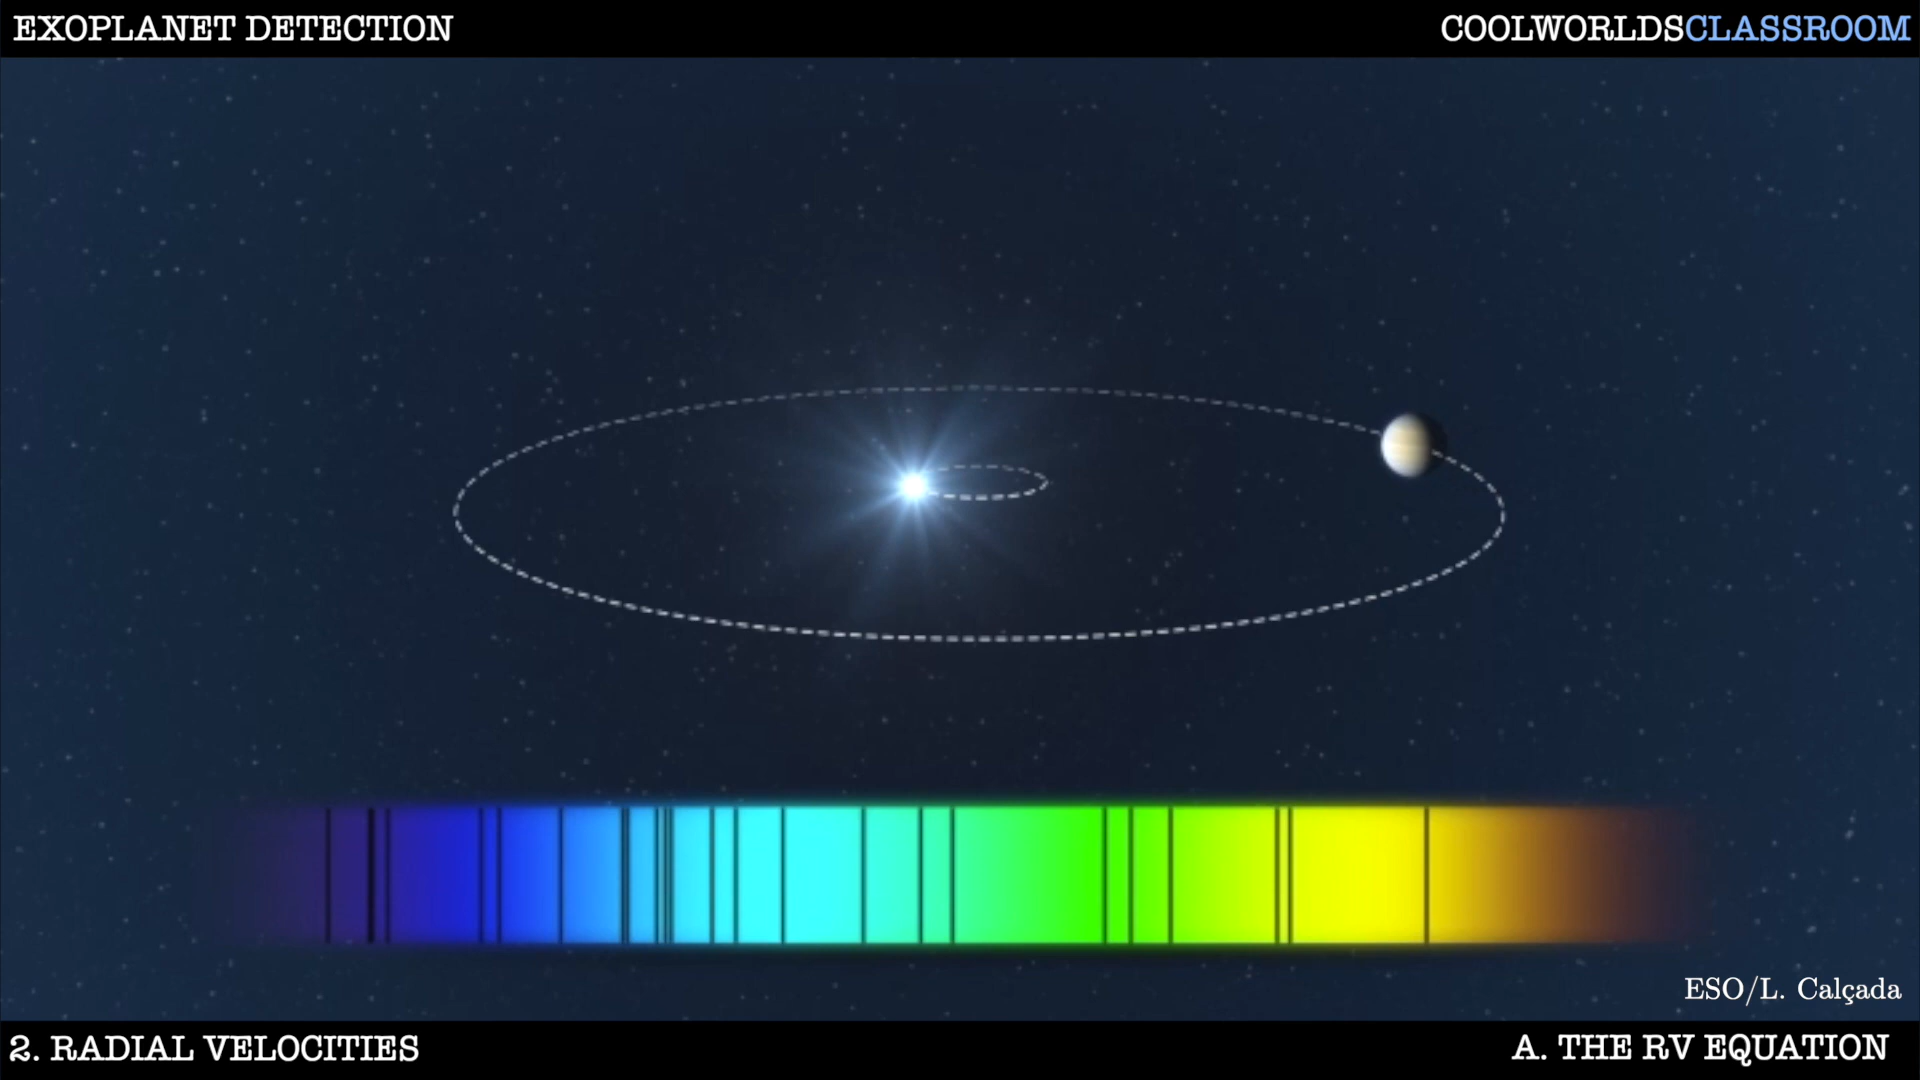 EXOPLANET DETECTION
COOLWORLDSCLASSROOM
ESO/L. Calçada
2. RADIAL VELOCITIES
A. THE RV EQUATION